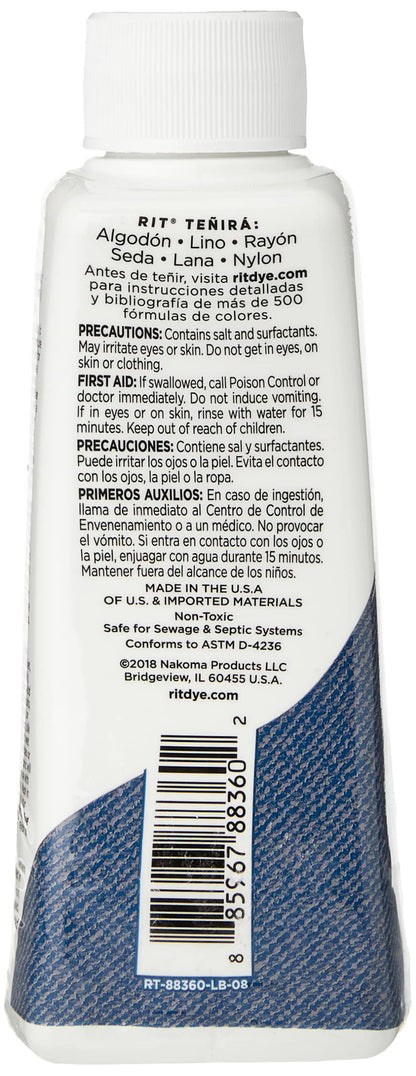 RIT® TEÑIRÁ:
Algodón • Lino • Rayón
Seda • Lana • Nylon
Antes de teñir, visita ritdye.com
para instrucciones detalladas
y bibliografía de más de 500
fórmulas de colores.
PRECAUTIONS: Contains salt and surfactants.
May irritate eyes or skin. Do not get in eyes, on
skin or clothing.
FIRST AID: If swallowed, call Poison Control or
doctor immediately. Do not induce vomiting.
If in eyes or on skin, rinse with water for 15
minutes. Keep out of reach of children.
PRECAUCIONES: Contiene sal y surfactantes.
Puede irritar los ojos o la piel. Evita el contacto
con los ojos, la piel o la ropa.
PRIMEROS AUXILIOS: En caso de ingestión,
llama de inmediato al Centro de Control de
Envenenamiento o a un médico. No provocar
el vómito. Si entra en contacto con los ojos o
la piel, enjuagar con agua durante 15 minutos.
Mantener fuera del alcance de los niños.
MADE IN THE U.S.A
OF U.S. & IMPORTED MATERIALS
Non-Toxic
Safe for Sewage & Septic Systems
Conforms to ASTM D-4236
©2018 Nakoma Products LLC
Bridgeview, IL 60455 U.S.A.
ritdye.com
8 85967 88360 2
RT-88360-LB-08